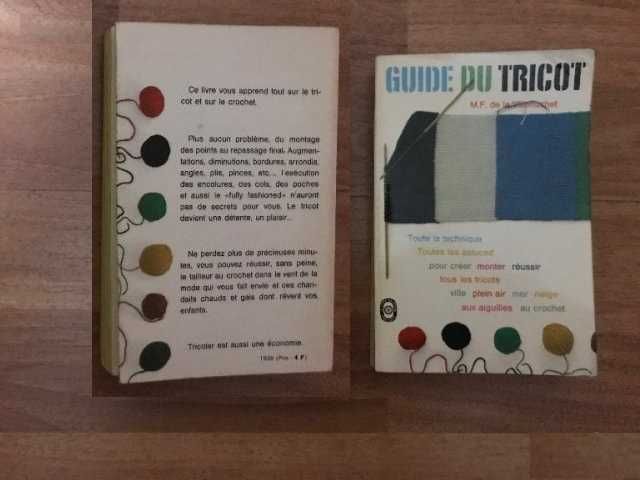 Ce livre vous apprend tout sur le tri-
cot et sur le crochet.
Plus aucun problème, du montage
des points au repassage final. Augmen-
tations, diminutions, bordures, arrondis,
angles, plis, pinces, etc... l'exécution
des encolures, des cols, des poches
et aussi le «fully fashioned» n'auront
pas de secrets pour vous. Le tricot
devient une détente, un plaisir...
Ne perdez plus de précieuses minu-
tes, vous pouvez réussir, sans peine,
le tailleur au crochet dans le vent de la
mode qui vous fait envie et ces chan-
dails chauds et gais dont rêvent vos
enfants.
Tricoter est aussi une économie.
(Prix : 4 F)
GUIDE DU TRICOT
M.F. de la
Toute la technique
Toutes les astuces
pour créer monter réussir
tous les tricots
ville plein air mer neige
aux aiguilles au crochet